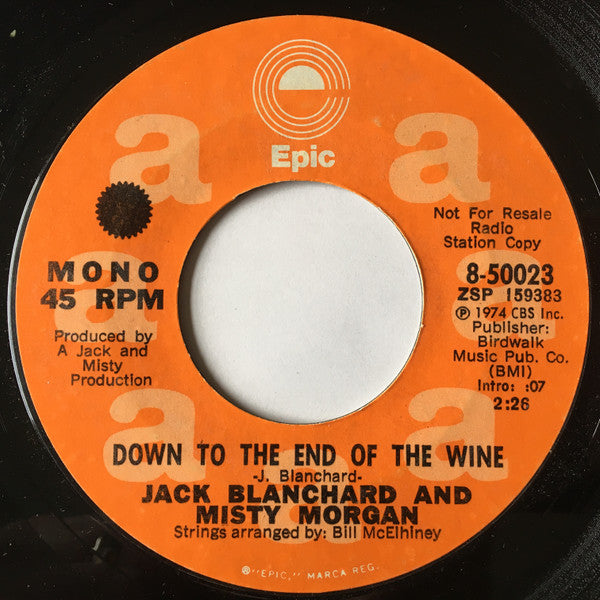 a a
a a
a a
a a
a
Epic
Not For Resale
Radio
Station Copy
MONO
45 RPM
Produced by
A Jack and
Misty
Production
8-50023
ZSP 159383
Ⓟ 1974 CBS Inc.
Publisher:
Birdwalk
Music Pub. Co.
(BMI)
Intro: :07
2:26
DOWN TO THE END OF THE WINE
-J. Blanchard-
JACK BLANCHARD AND
MISTY MORGAN
Strings arranged by: Bill McElhiney
®"EPIC," MARCA REG.